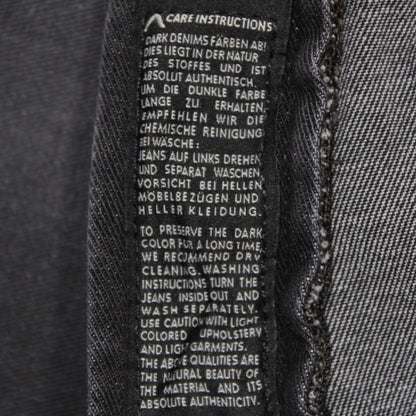 CARE INSTRUCTIONS
DARK DENIMS FÄRBEN AB!
DIES LIEGT IN DER NATUR
DES STOFFES UND IST
ABSOLUT AUTHENTISCH.
UM DIE DUNKLE FARBE
LANGE ZU ERHALTEN,
EMPFEHLEN WIR DIE
CHEMISCHE REINIGUNG
BEI WÄSCHE:
JEANS AUF LINKS DREHEN
UND SEPARAT WASCHEN,
VORSICHT BEI HELLEN
MÖBELBEZÜGEN UND
HELLER KLEIDUNG.
TO PRESERVE THE DARK
COLOR FOR A LONG TIME,
WE RECOMMEND DRY
CLEANING. WASHING
INSTRUCTIONS TURN THE
JEANS INSIDE OUT AND
WASH SEPARATELY.
USE CAUTION WITH LIGHT
COLORED UPHOLSTERY
AND LIGHT GARMENTS.
THE ABOVE QUALITIES ARE
THE NATURAL BEAUTY OF
THE MATERIAL AND ITS
ABSOLUTE AUTHENTICITY.